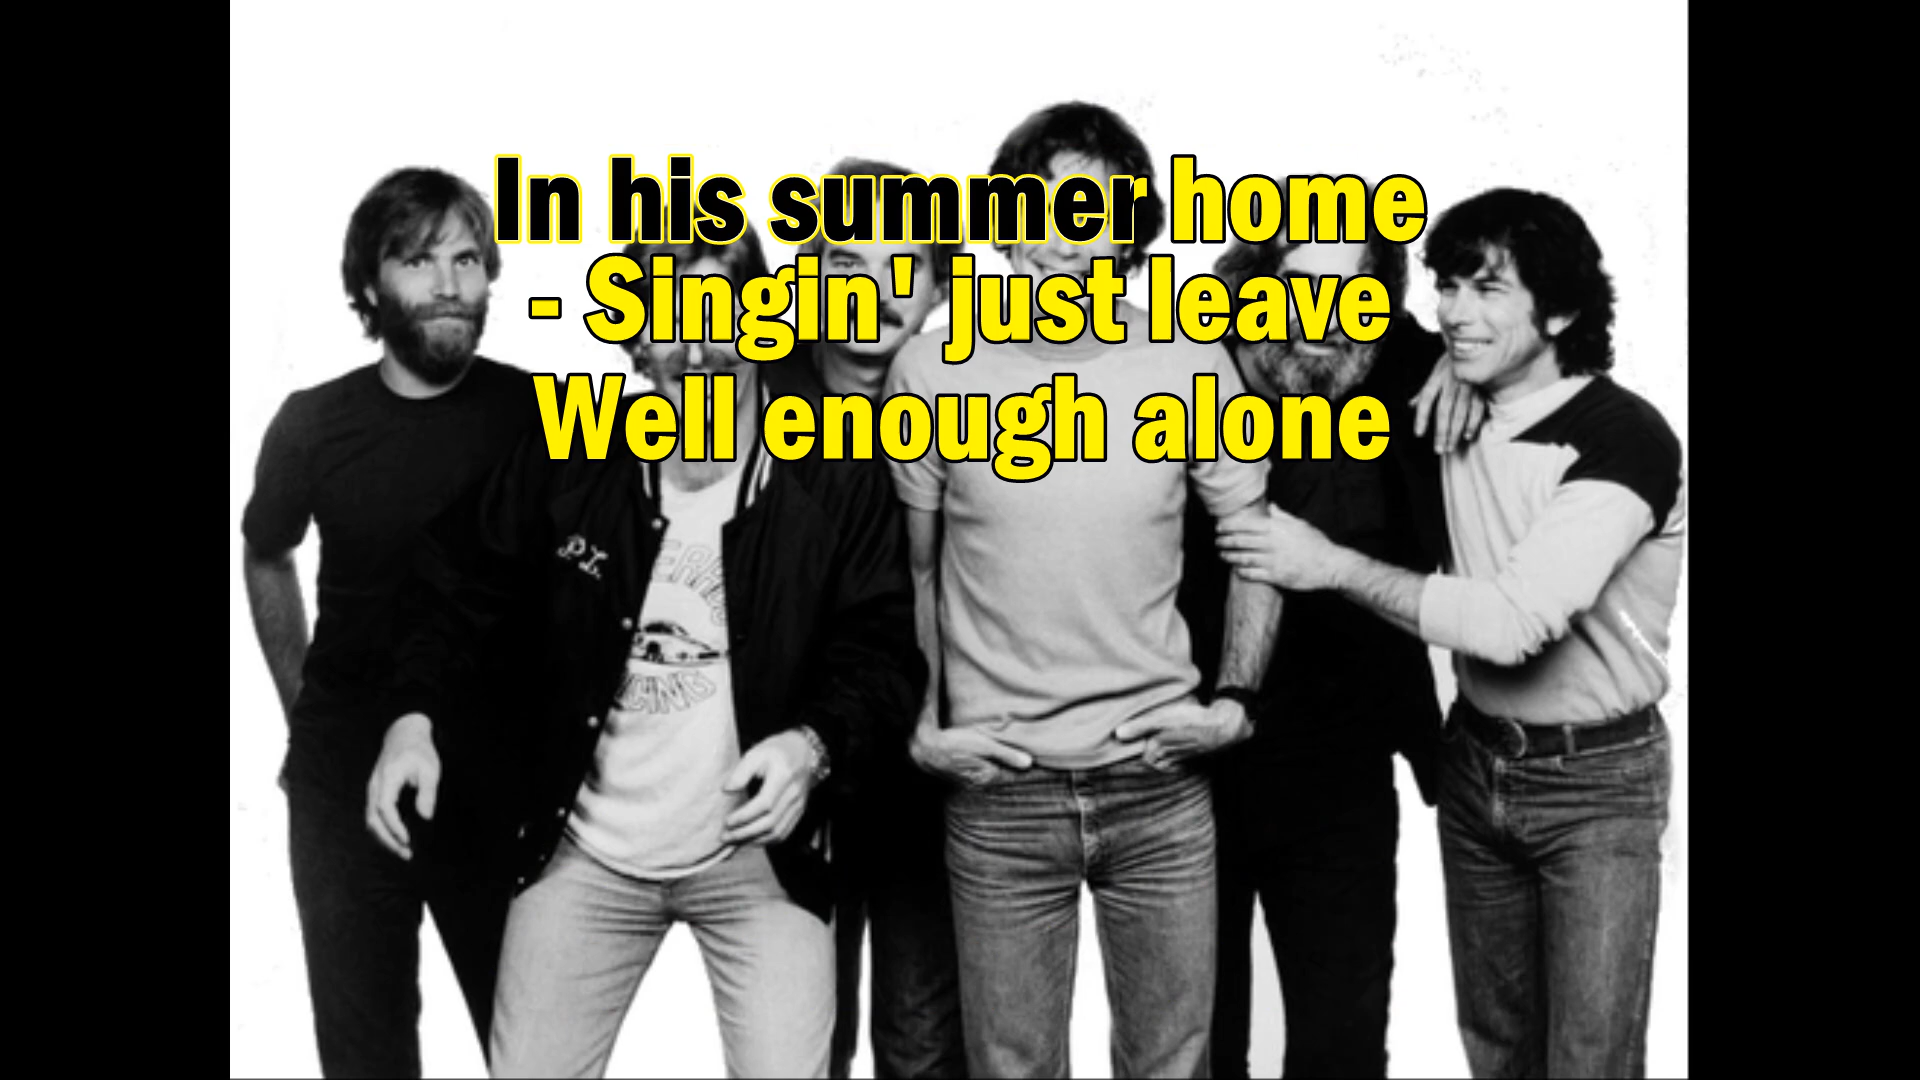 In his summer home
- Singin' just leave
Well enough alone
P.L.